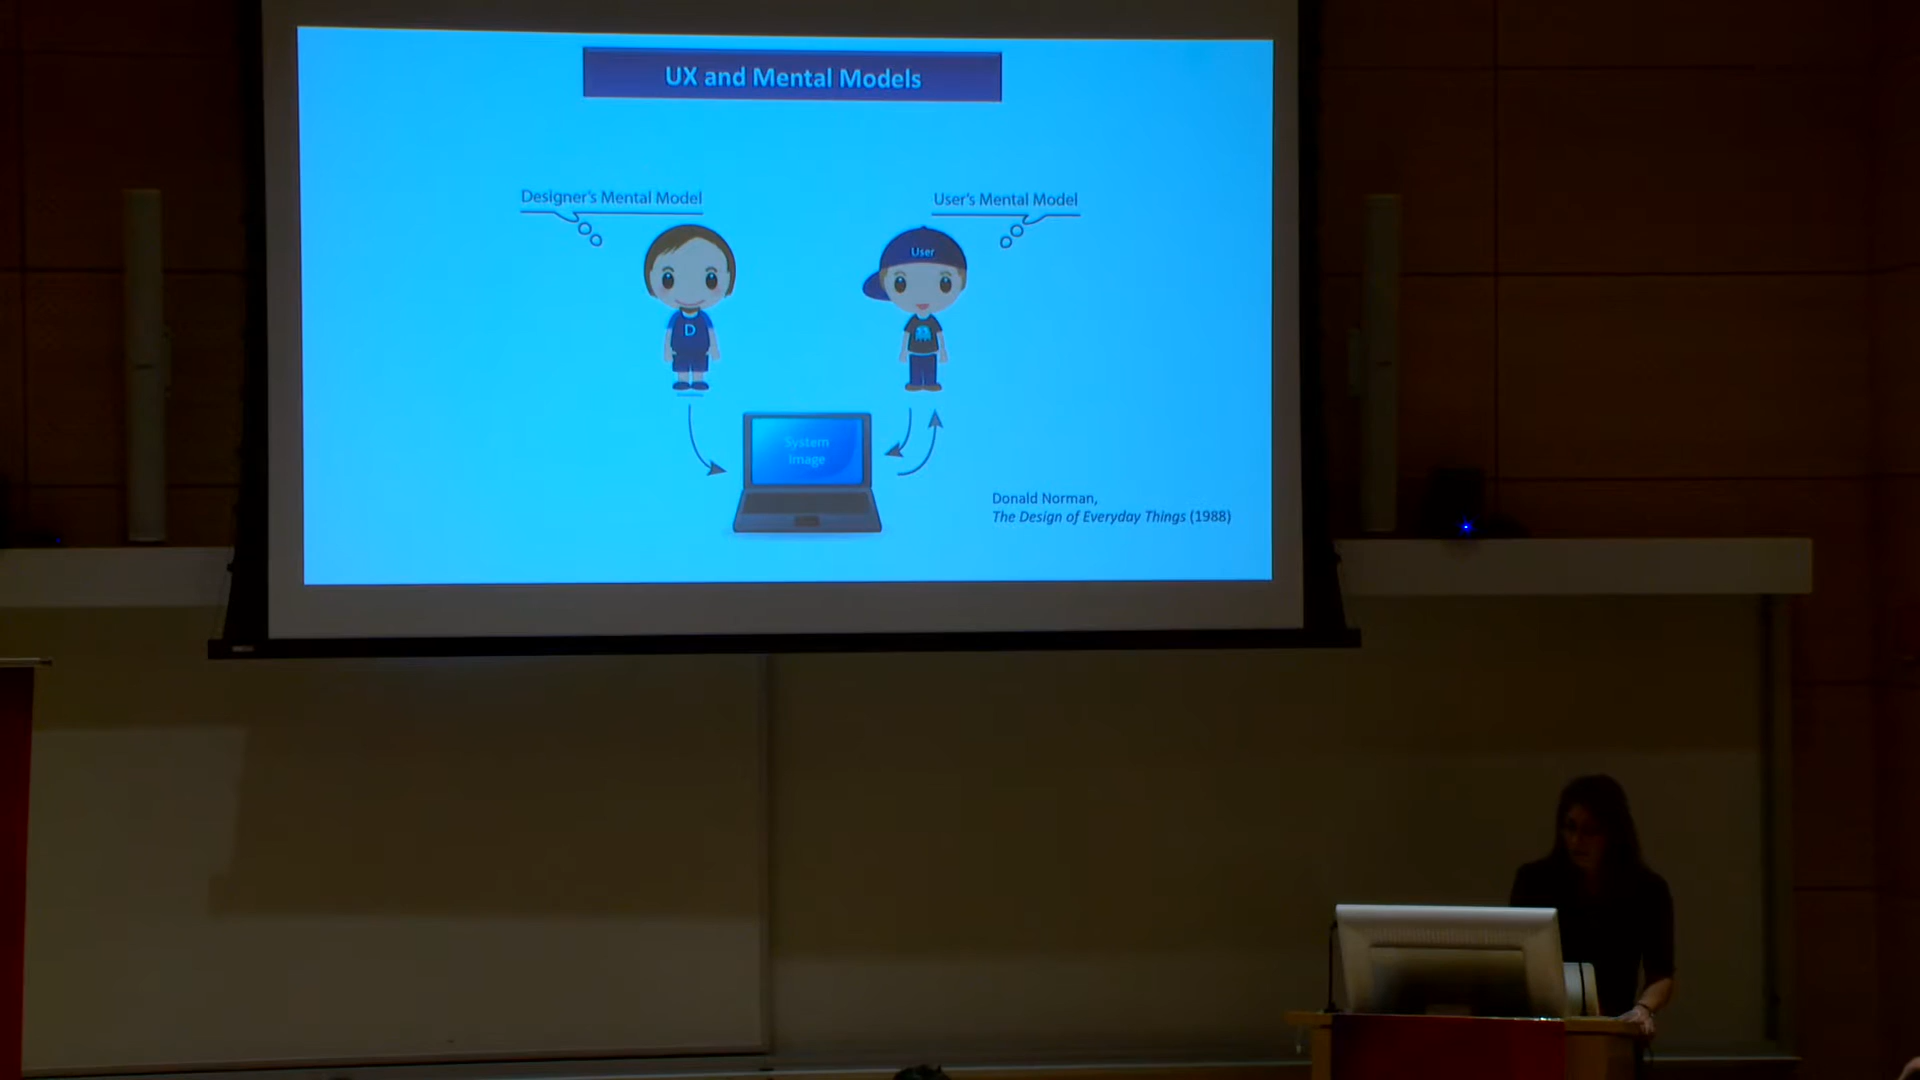 UX and Mental Models
Designer's Mental Model
User's Mental Model
User
D
System
Image
Donald Norman,
The Design of Everyday Things (1988)